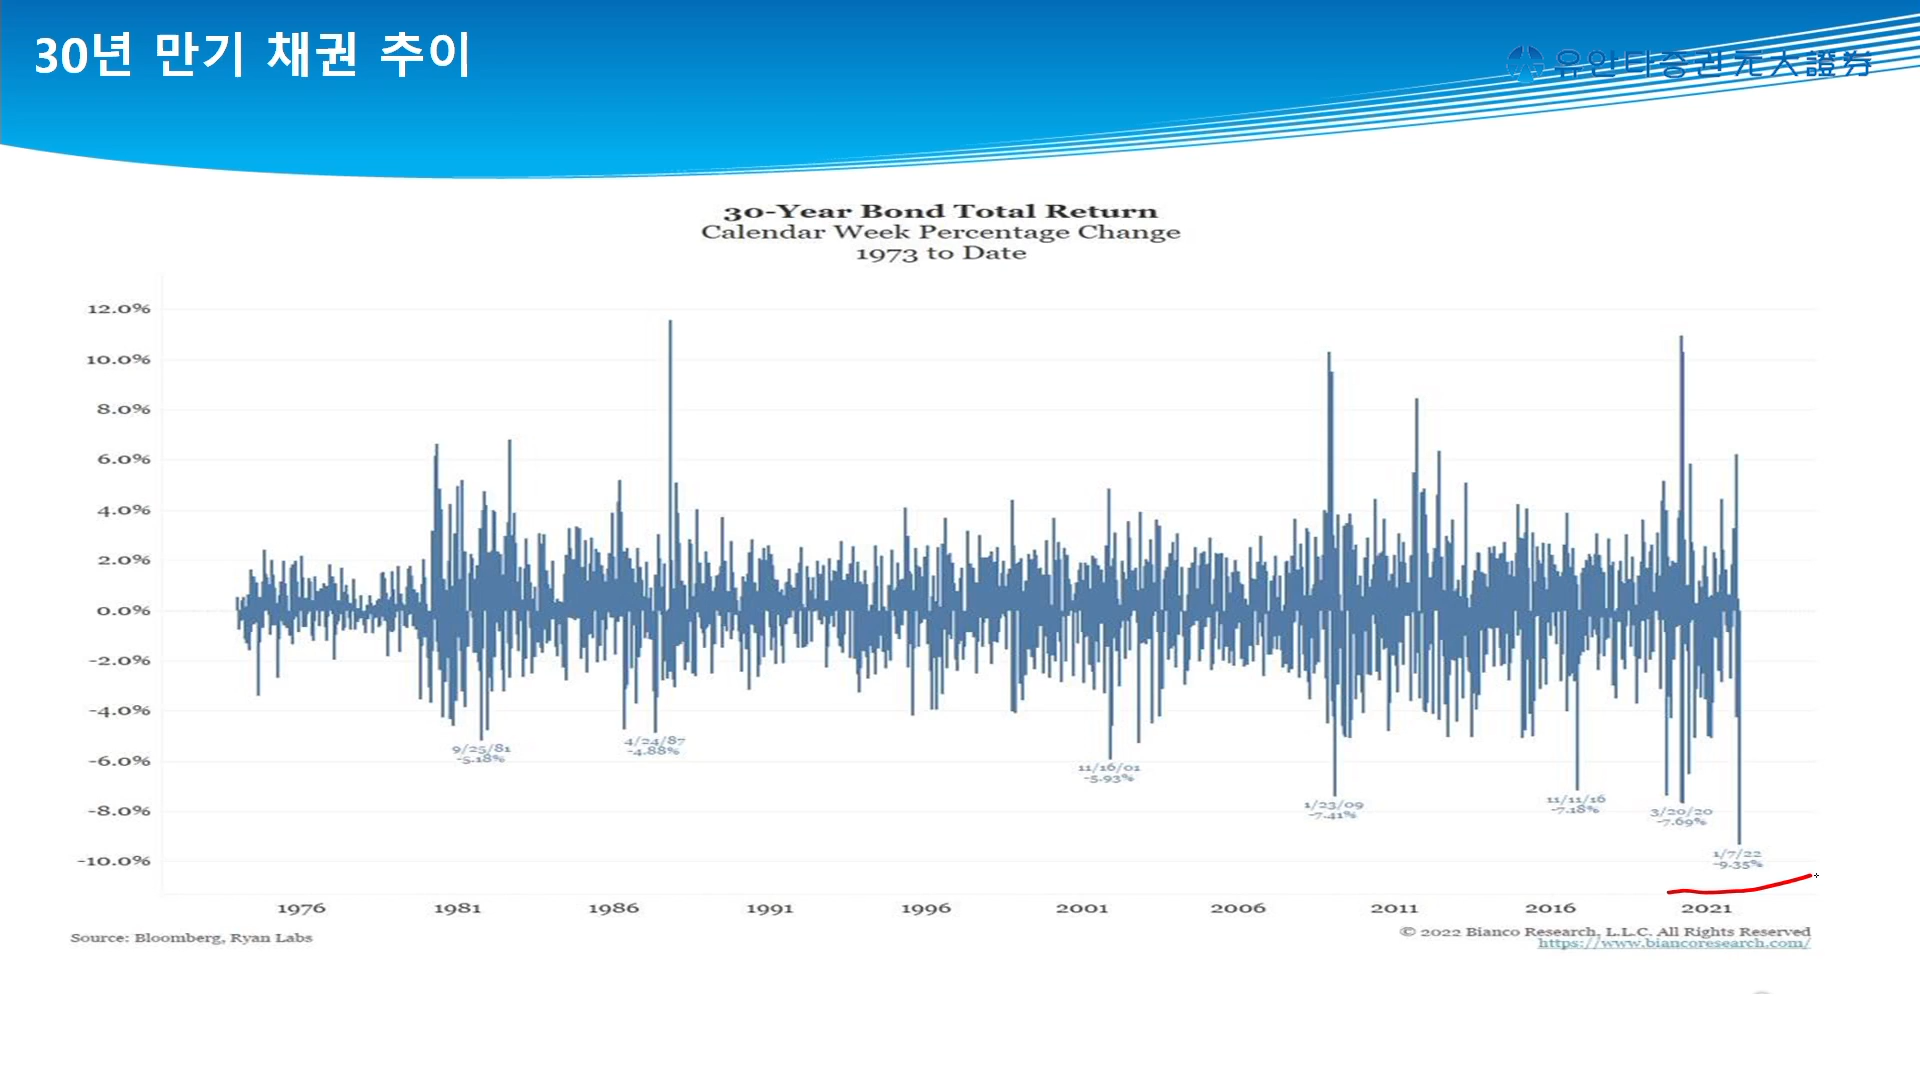 30년 만기 채권 추이
유안타증권 元大證券
30-Year Bond Total Return
Calendar Week Percentage Change
1973 to Date
12.0%
10.0%
8.0%
6.0%
4.0%
2.0%
0.0%
-2.0%
-4.0%
-6.0%
-8.0%
-10.0%
9/25/81
-5.18%
4/24/87
-4.88%
11/16/01
-5.93%
1/23/09
-7.41%
11/11/16
-7.18%
3/20/20
-7.69%
1/7/22
-9.35%
1976 1981 1986 1991 1996 2001 2006 2011 2016 2021
Source: Bloomberg, Ryan Labs
© 2022 Bianco Research, L.L.C. All Rights Reserved
https://www.biancoresearch.com/